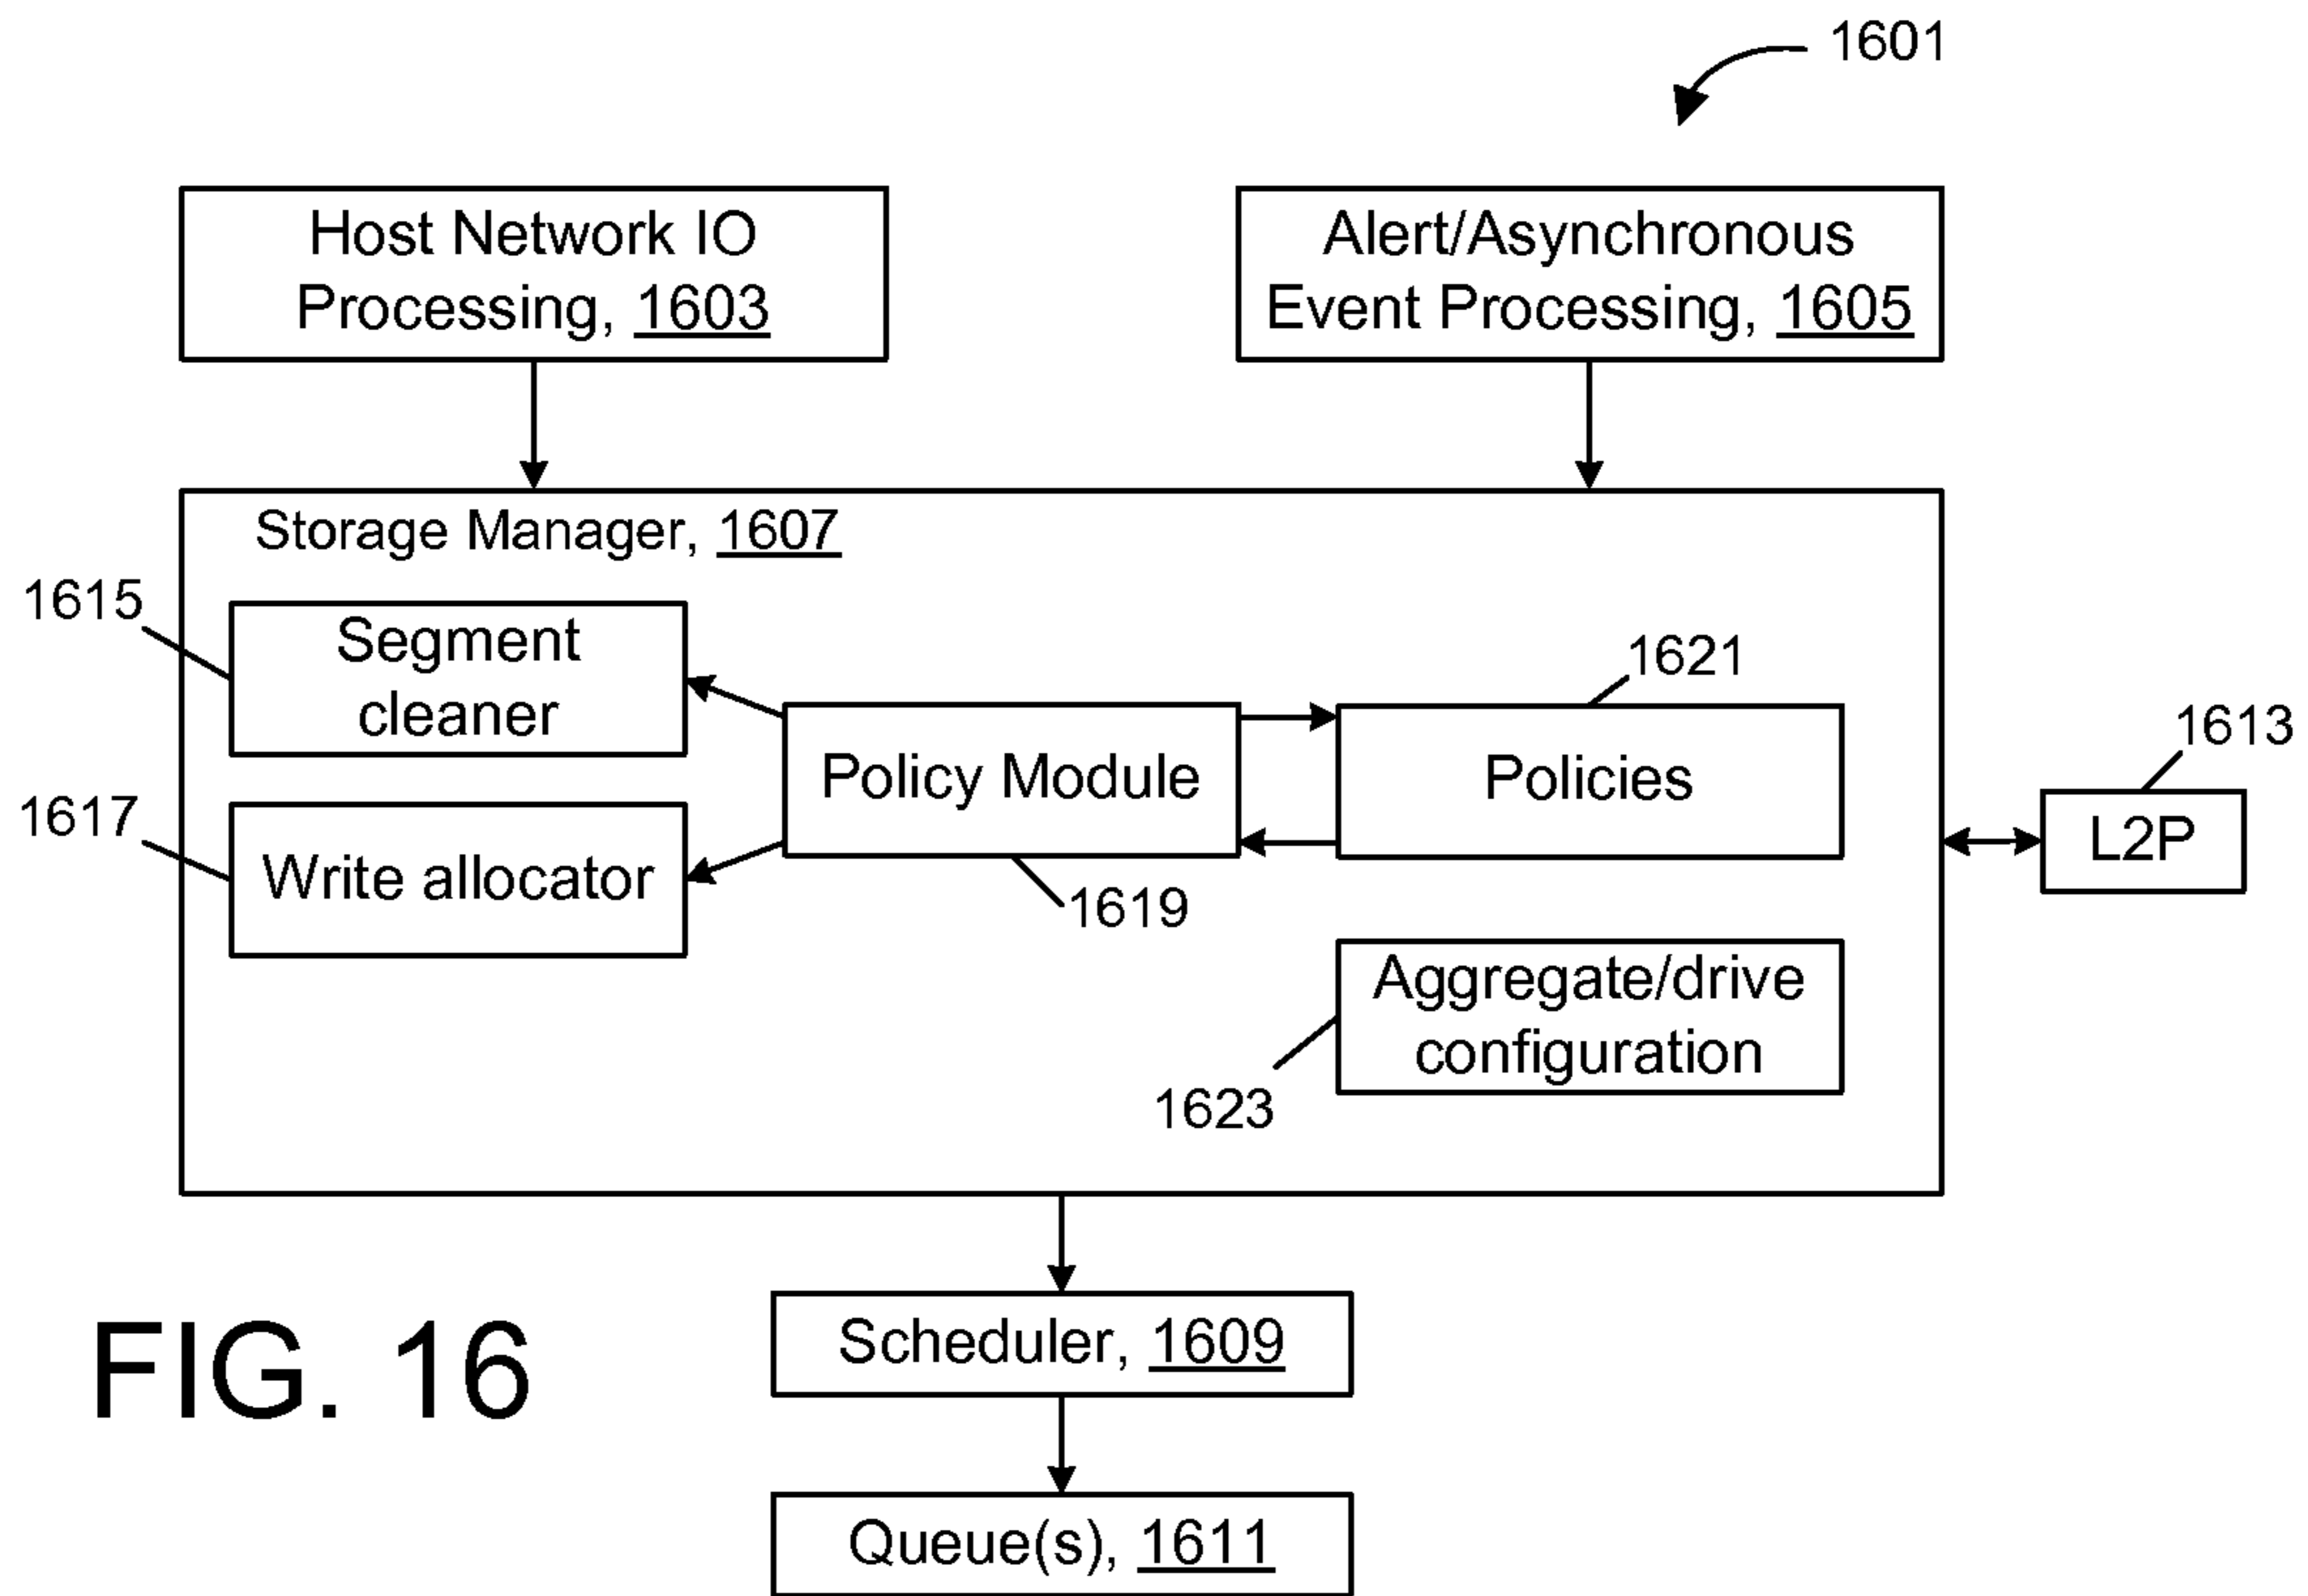 1601
Host Network IO
Processing, 1603
Alert/Asynchronous
Event Processing, 1605
Storage Manager, 1607
1615
Segment
cleaner
1617
Write allocator
Policy Module
1619
1621
Policies
1613
L2P
Aggregate/drive
configuration
1623
Scheduler, 1609
Queue(s), 1611
FIG. 16